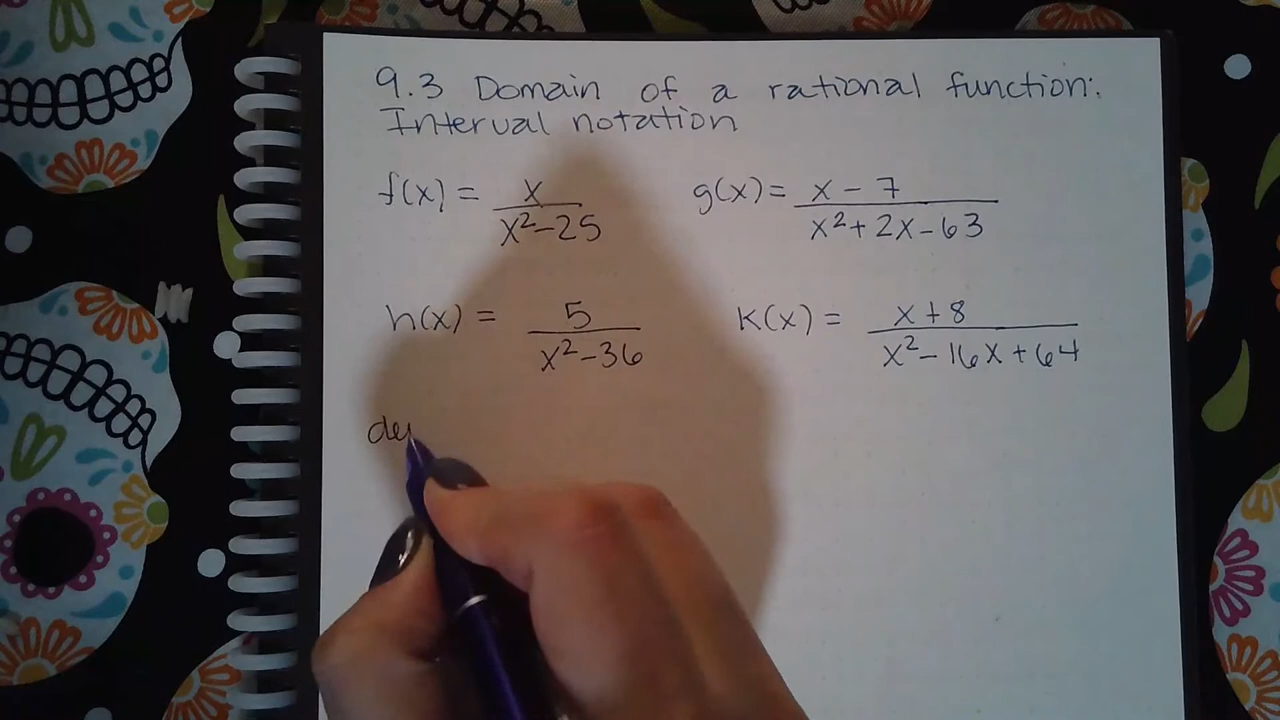 9.3 Domain of a rational function:
Interval notation
f(x) = x / x²-25
g(x) = x - 7 / x²+2x-63
h(x) = 5 / x²-36
K(x) = x+8 / x²-16x+64